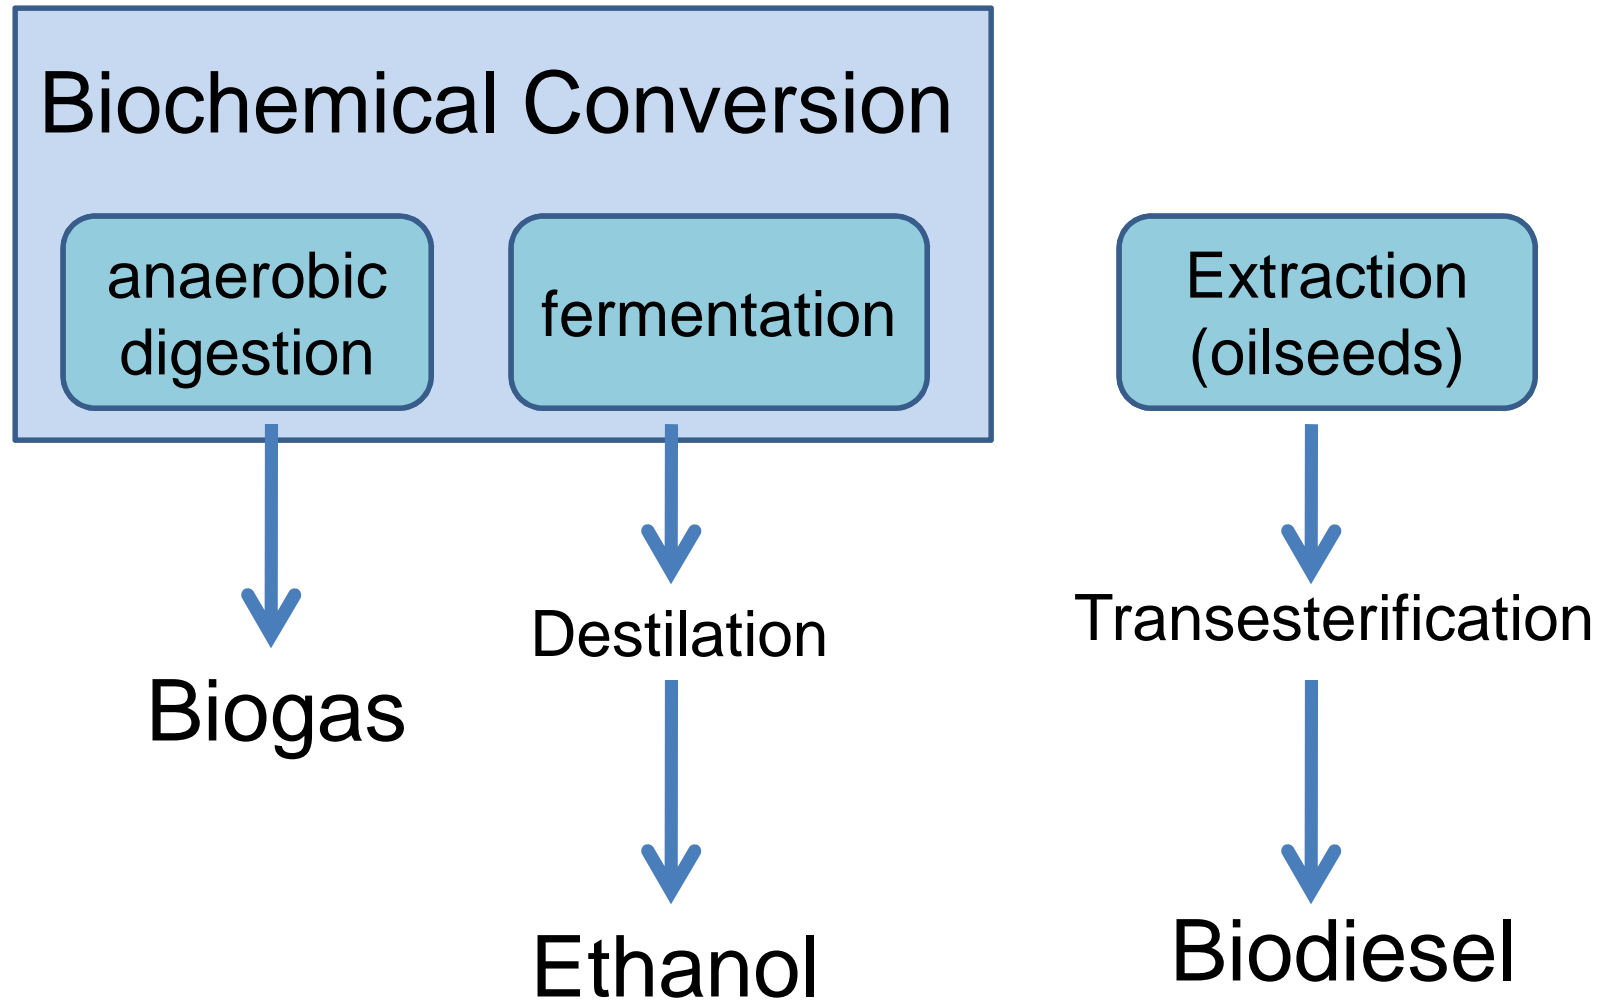 Biochemical Conversion
anaerobic
digestion
fermentation
Extraction
(oilseeds)
Destilation
Transesterification
Biogas
Ethanol
Biodiesel